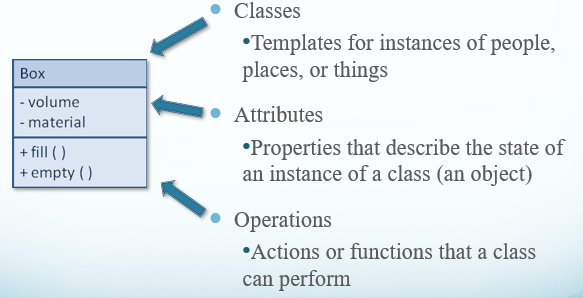 Box
- volume
- material
+ fill ( )
+ empty ( )
• Classes
•Templates for instances of people,
places, or things
• Attributes
•Properties that describe the state of
an instance of a class (an object)
• Operations
•Actions or functions that a class
can perform